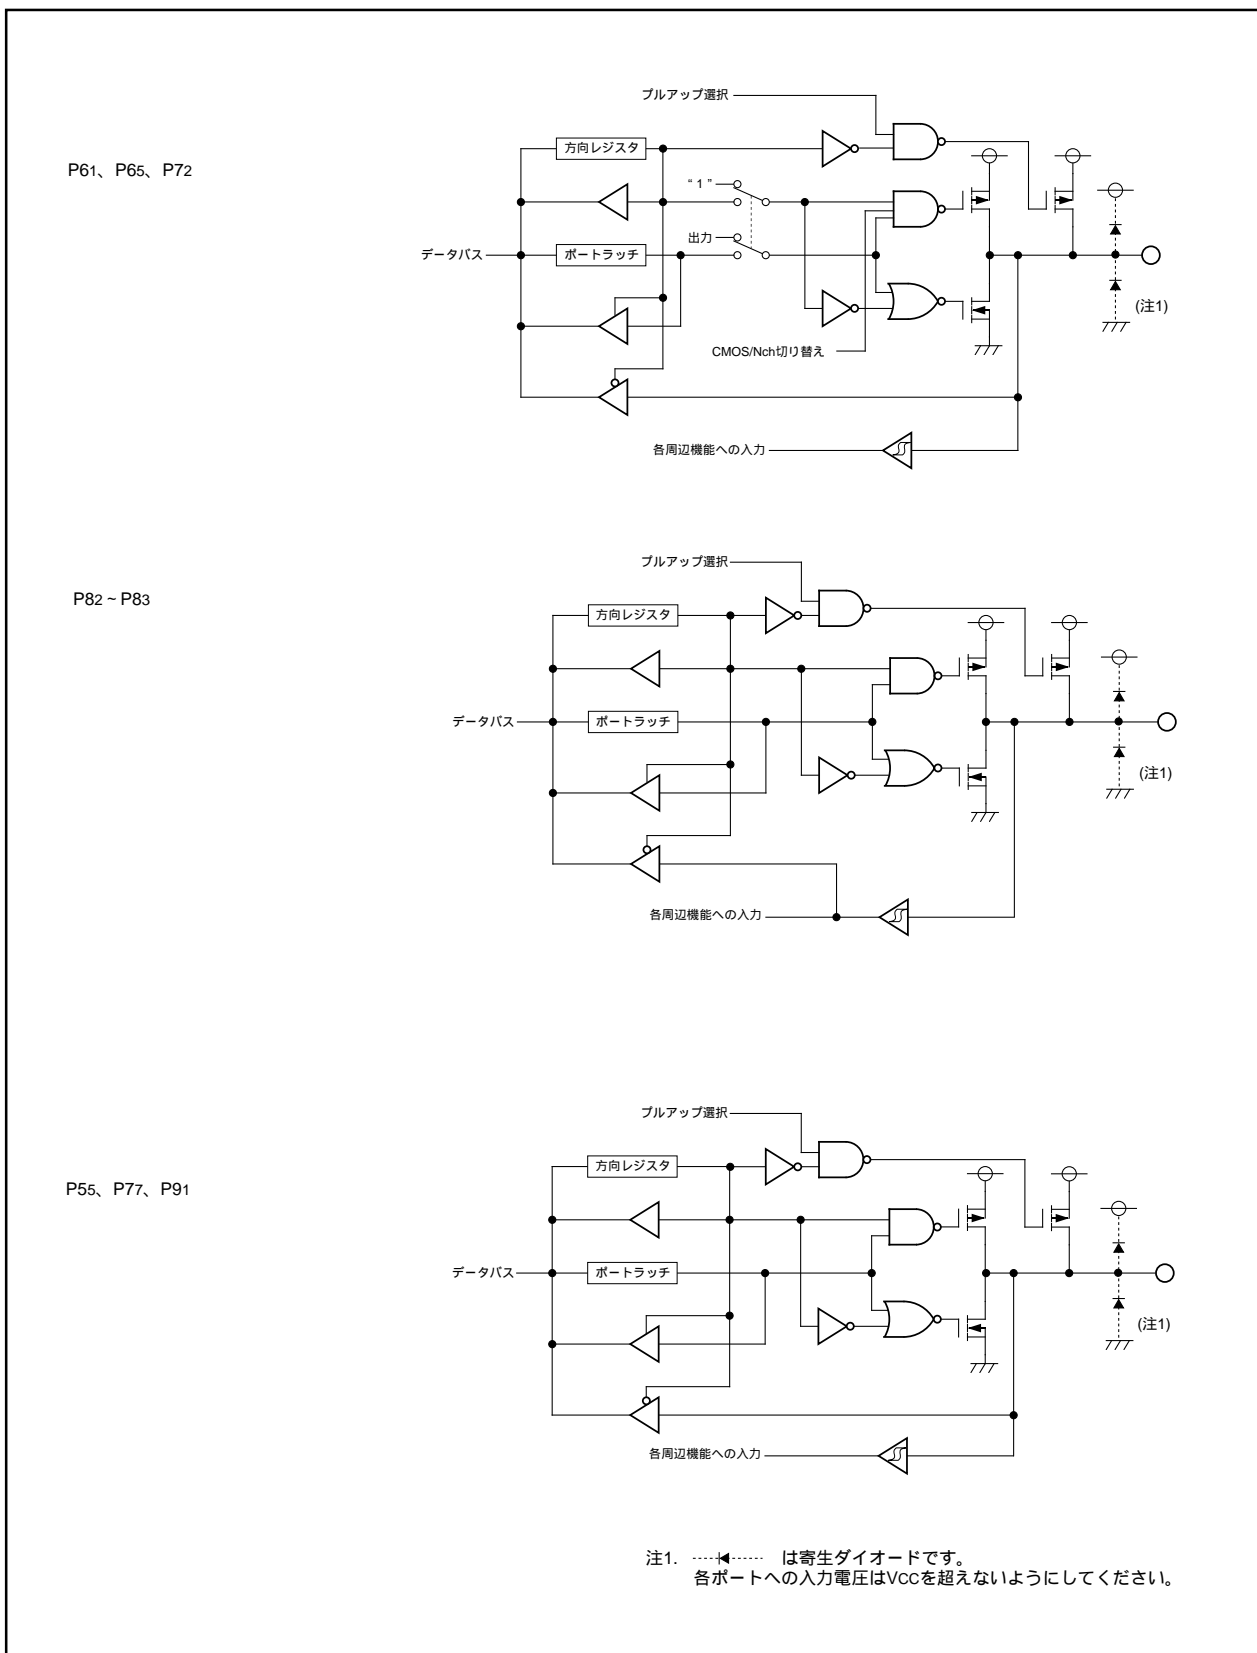 プルアップ選択
P61、P65、P72
方向レジスタ
“ 1 ”
出力
データバス
ポートラッチ
(注1)
CMOS/Nch切り替え
各周辺機能への入力
P82 ~ P83
プルアップ選択
方向レジスタ
データバス
ポートラッチ
(注1)
各周辺機能への入力
P55、P77、P91
プルアップ選択
方向レジスタ
データバス
ポートラッチ
(注1)
各周辺機能への入力
注1. は寄生ダイオードです。
各ポートへの入力電圧はVCCを超えないようにしてください。